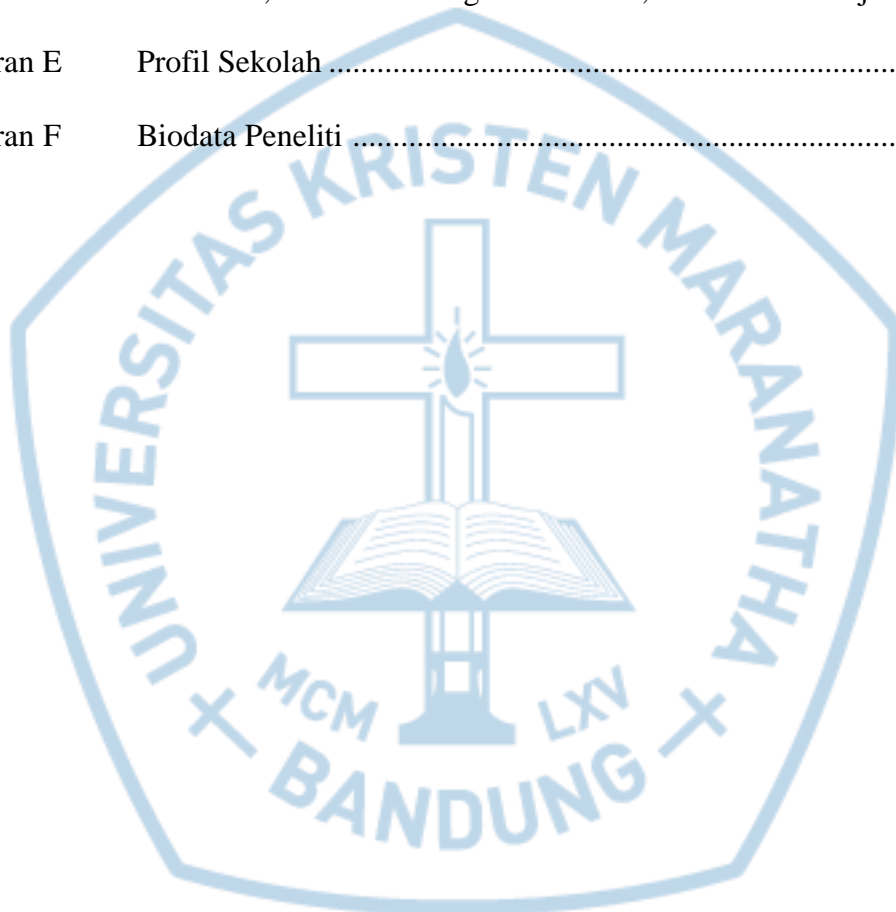 ran E Profil Sekolah ........................................................................
ran F Biodata Peneliti .....................................................................
UNIVERSITAS KRISTEN MARANATHA
MCM LXV
BANDUNG